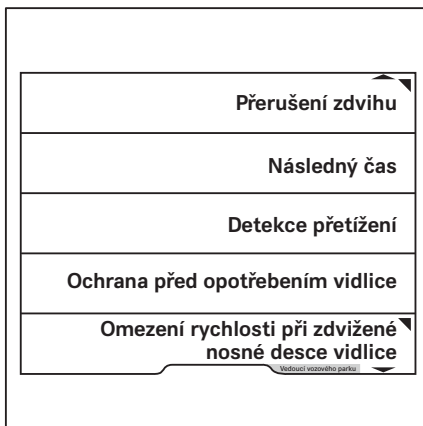 Přerušení zdvihu
Následný čas
Detekce přetížení
Ochrana před opotřebením vidlice
Omezení rychlosti při zdvižené
nosné desce vidlice
Vedoucí vozového parku